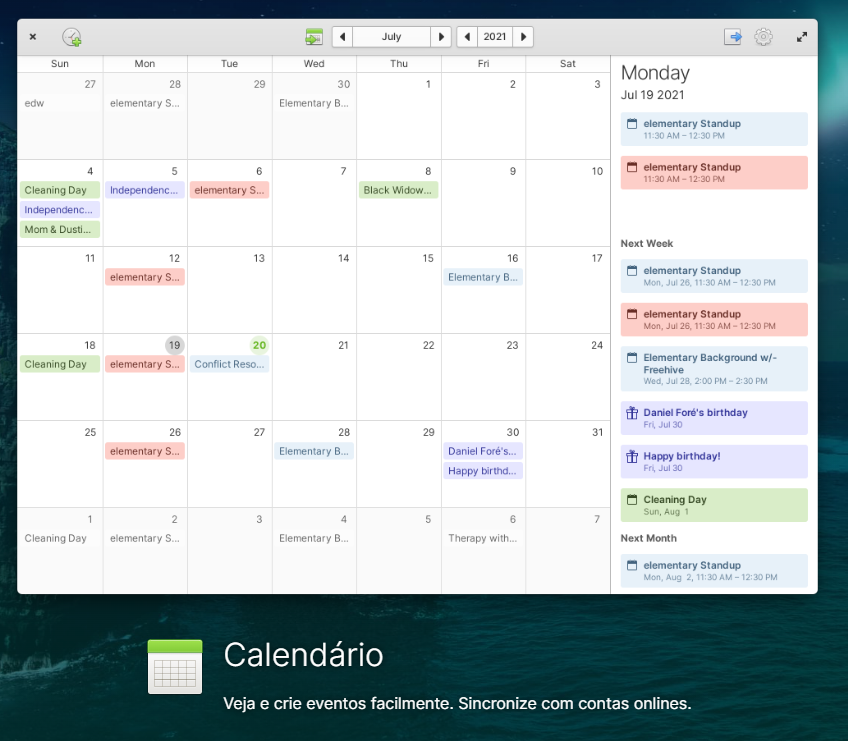 July
2021
Sun Mon Tue Wed Thu Fri Sat
27 28 29 30 1 2 3
edw elementary S... Elementary B...
4 5 6 7 8 9 10
Cleaning Day Independenc... elementary S... Black Widow...
Independenc...
Mom & Dusti...
11 12 13 14 15 16 17
elementary S... Elementary B...
18 19 20 21 22 23 24
Cleaning Day elementary S... Conflict Reso...
25 26 27 28 29 30 31
elementary S... Elementary B... Daniel Foré's...
Happy birthd...
1 2 3 4 5 6 7
Cleaning Day elementary S... Elementary B... Therapy with...
Monday
Jul 19 2021
elementary Standup
11:30 AM – 12:30 PM
elementary Standup
11:30 AM – 12:30 PM
Next Week
elementary Standup
Mon, Jul 26, 11:30 AM – 12:30 PM
elementary Standup
Mon, Jul 26, 11:30 AM – 12:30 PM
Elementary Background w/-
Freehive
Wed, Jul 28, 2:00 PM – 2:30 PM
Daniel Foré's birthday
Fri, Jul 30
Happy birthday!
Fri, Jul 30
Cleaning Day
Sun, Aug 1
Next Month
elementary Standup
Mon, Aug 2, 11:30 AM – 12:30 PM
Calendário
Veja e crie eventos facilmente. Sincronize com contas onlines.